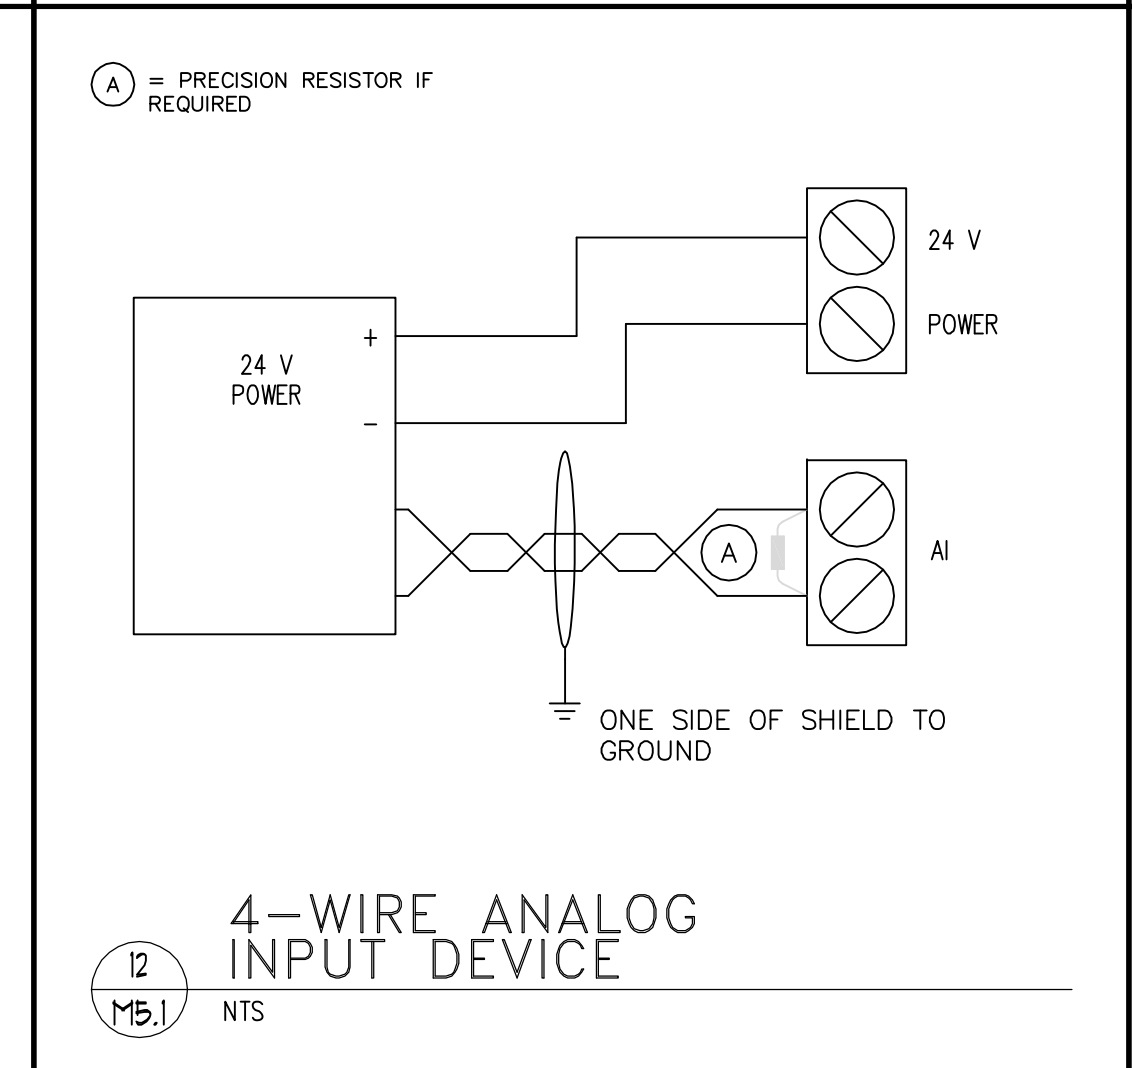 A = PRECISION RESISTOR IF
REQUIRED
24 V
POWER
+
24 V
POWER
−
A
AI
ONE SIDE OF SHIELD TO
GROUND
4-WIRE ANALOG
INPUT DEVICE
12
M5.1
NTS